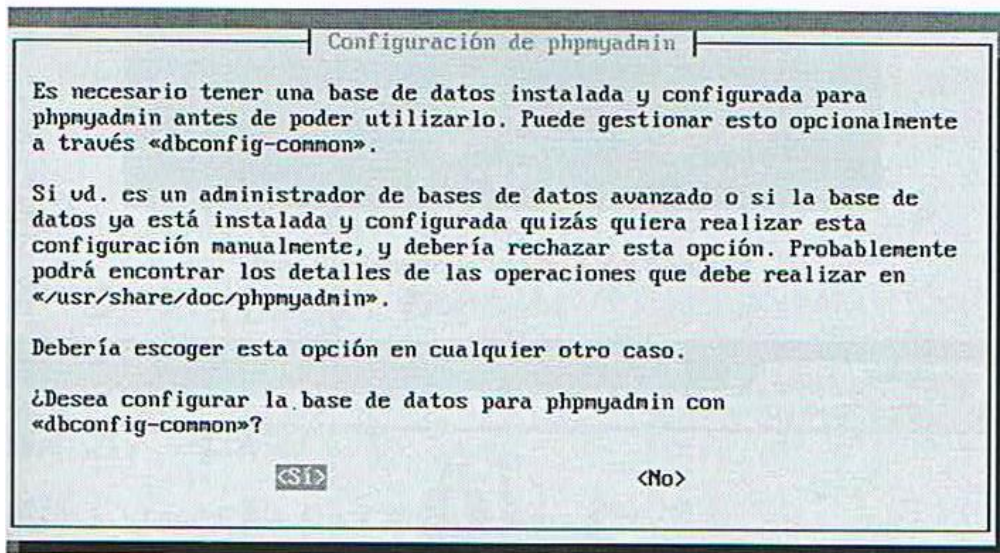 Configuración de phpmyadmin
Es necesario tener una base de datos instalada y configurada para
phpmyadmin antes de poder utilizarlo. Puede gestionar esto opcionalmente
a través «dbconfig-common».
Si ud. es un administrador de bases de datos avanzado o si la base de
datos ya está instalada y configurada quizás quiera realizar esta
configuración manualmente, y debería rechazar esta opción. Probablemente
podrá encontrar los detalles de las operaciones que debe realizar en
«/usr/share/doc/phpmyadmin».
Debería escoger esta opción en cualquier otro caso.
¿Desea configurar la base de datos para phpmyadmin con
«dbconfig-common»?
<Sí> <No>